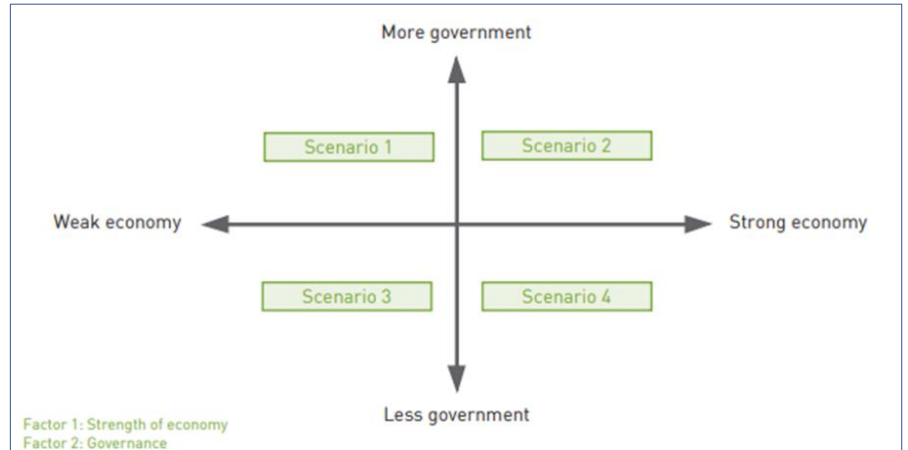 More government
Scenario 1
Scenario 2
Weak economy
Strong economy
Scenario 3
Scenario 4
Less government
Factor 1: Strength of economy
Factor 2: Governance